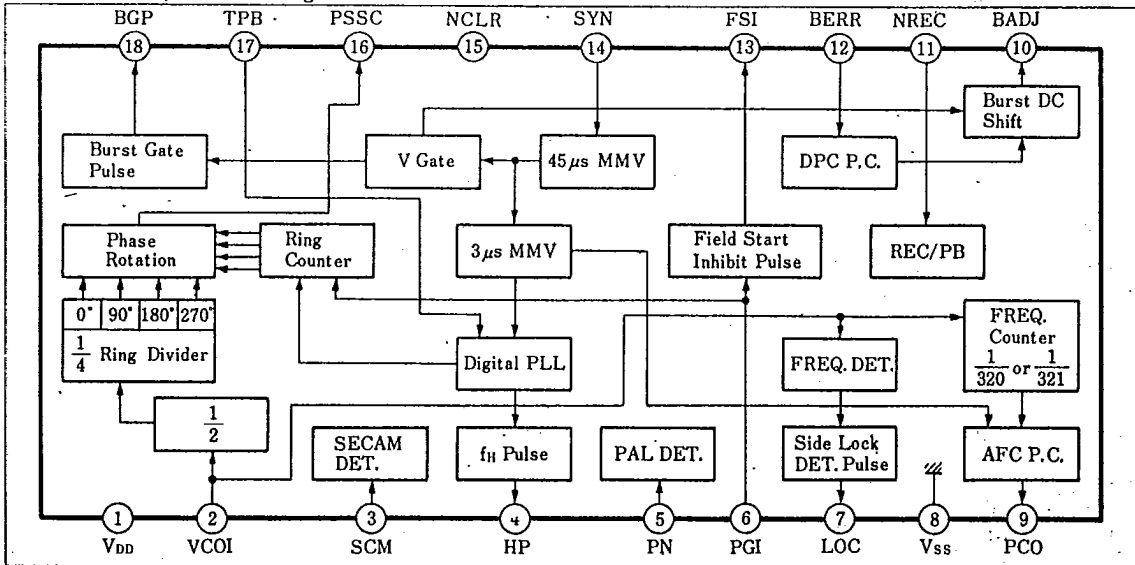 BGP TPB PSSC NCLR SYN FSI BERR NREC BADJ
18 17 16 15 14 13 12 11 10
Burst DC
Shift
Burst Gate
Pulse
V Gate
45μs MMV
DPC P.C.
Phase
Rotation
Ring
Counter
3μs MMV
Field Start
Inhibit Pulse
REC/PB
0° 90° 180° 270°
1/4 Ring Divider
Digital PLL
FREQ. DET.
FREQ.
Counter
1/320 or 1/321
1/2
SECAM
DET.
fH Pulse
PAL DET.
Side Lock
DET. Pulse
AFC P.C.
1 2 3 4 5 6 7 8 9
VDD VCOI SCM HP PN PGI LOC VSS PCO